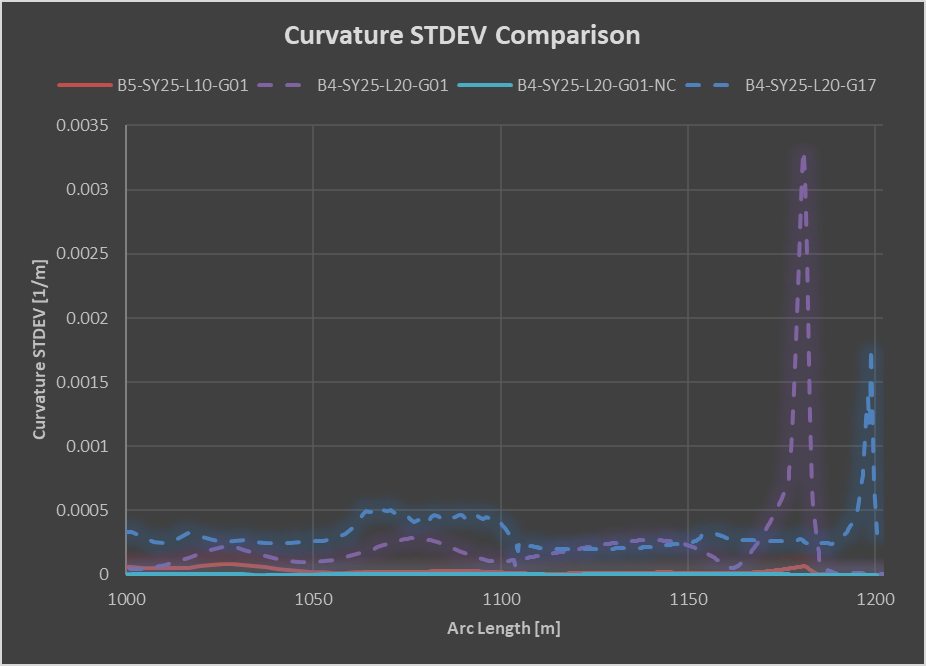 Curvature STDEV Comparison
B5-SY25-L10-G01 B4-SY25-L20-G01 B4-SY25-L20-G01-NC B4-SY25-L20-G17
0.0035
0.003
0.0025
0.002
0.0015
0.001
0.0005
0
Curvature STDEV [1/m]
1000 1050 1100 1150 1200
Arc Length [m]